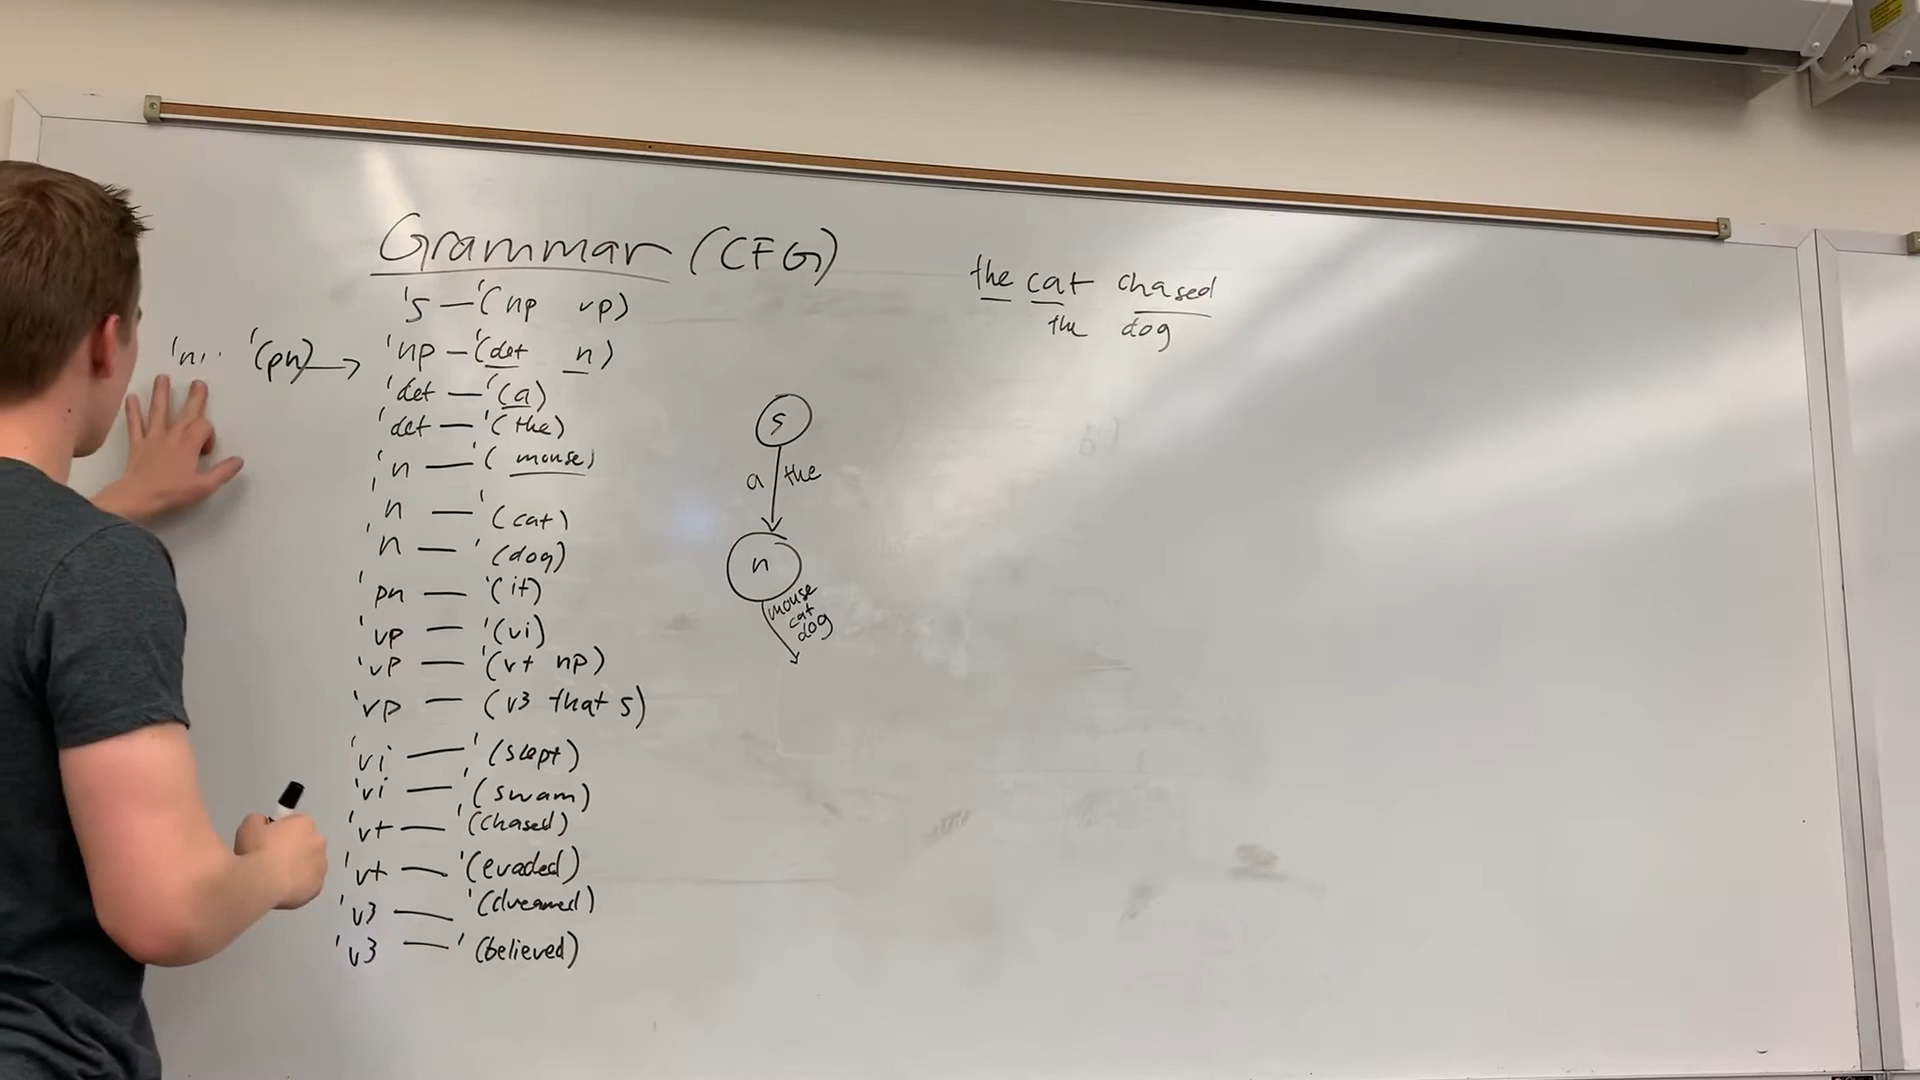 Grammar (CFG)
's — '(np vp)
'(pn) →
'np — '(det n)
'det — '(a)
'det — '(the)
'n — '(mouse)
'n — '(cat)
'n — '(dog)
'pn — '(it)
'vp — '(vi)
'vp — '(vt np)
'vp — (v3 that s)
'vi — '(slept)
'vi — '(swam)
'vt — '(chased)
'vt — '(evaded)
'v3 — '(dreamed)
'v3 — '(believed)
the cat chased
the dog
s
a the
n
mouse
cat
dog